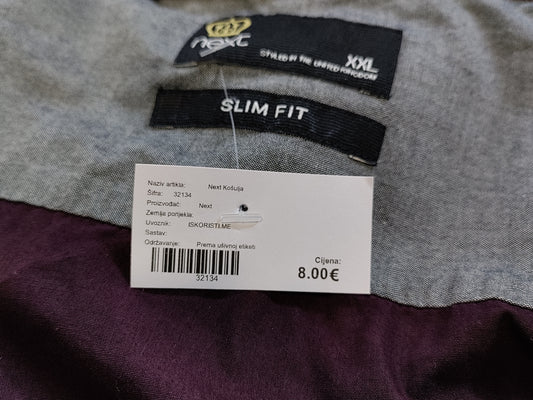 next
XXL
STYLED IN THE UNITED KINGDOM
SLIM FIT
Naziv artikla: Next Košulja
Šifra: 32134
Proizvođač: Next
Zemlja porijekla:
Uvoznik: ISKORISTI.ME
Sastav:
Održavanje: Prema ušivnoj etiketi
32134
Cijena:
8.00€